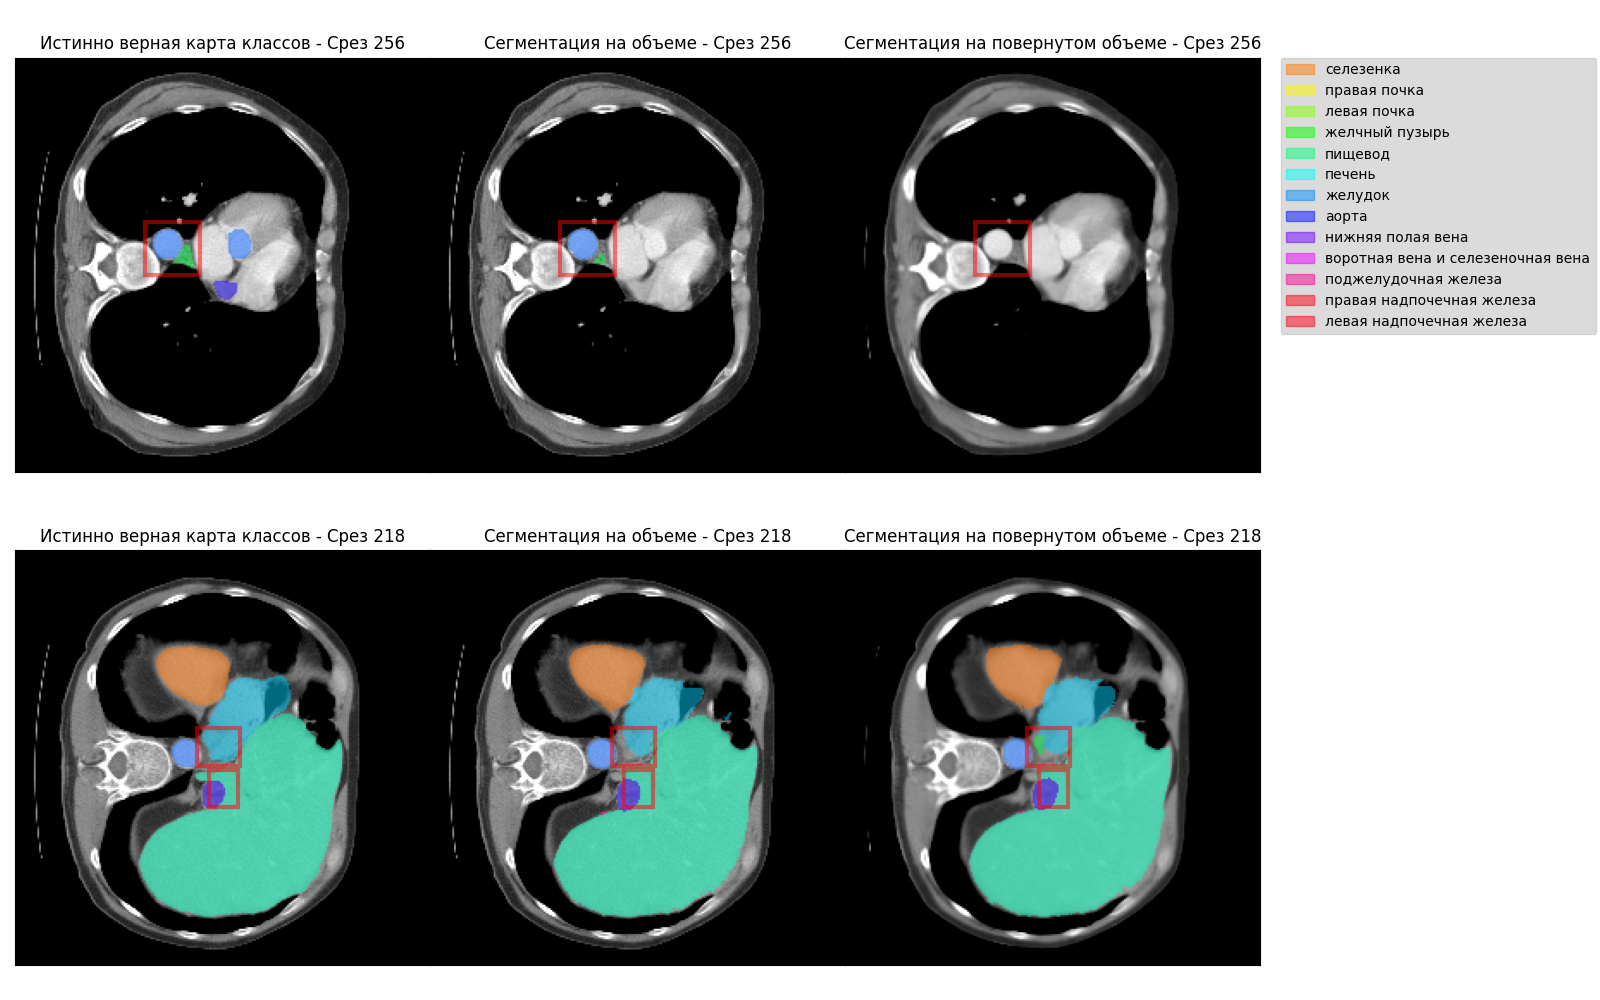 Истинно верная карта классов - Срез 256
Сегментация на объеме - Срез 256
Сегментация на повернутом объеме - Срез 256
селезенка
правая почка
левая почка
желчный пузырь
пищевод
печень
желудок
аорта
нижняя полая вена
воротная вена и селезеночная вена
поджелудочная железа
правая надпочечная железа
левая надпочечная железа
Истинно верная карта классов - Срез 218
Сегментация на объеме - Срез 218
Сегментация на повернутом объеме - Срез 218